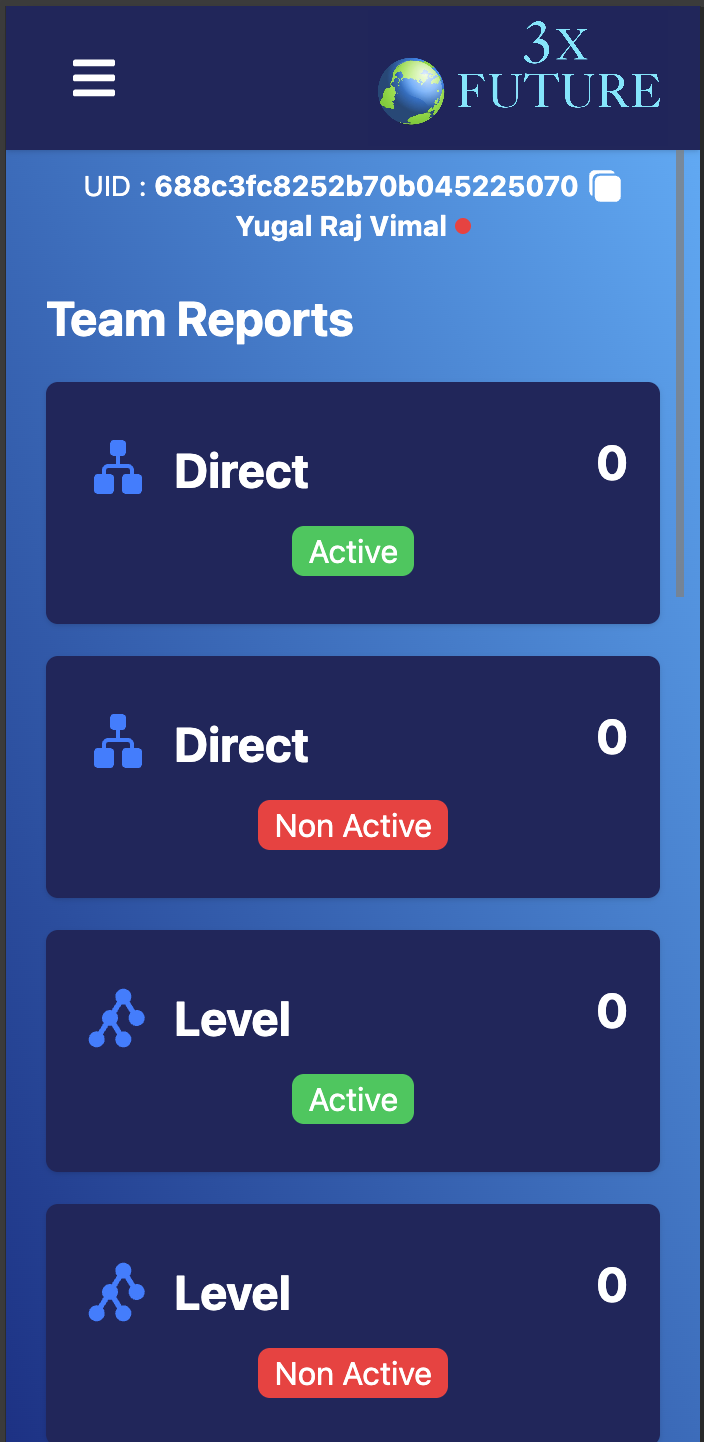 3x
FUTURE
UID : 688c3fc8252b70b045225070
Yugal Raj Vimal
Team Reports
Direct 0
Active
Direct 0
Non Active
Level 0
Active
Level 0
Non Active